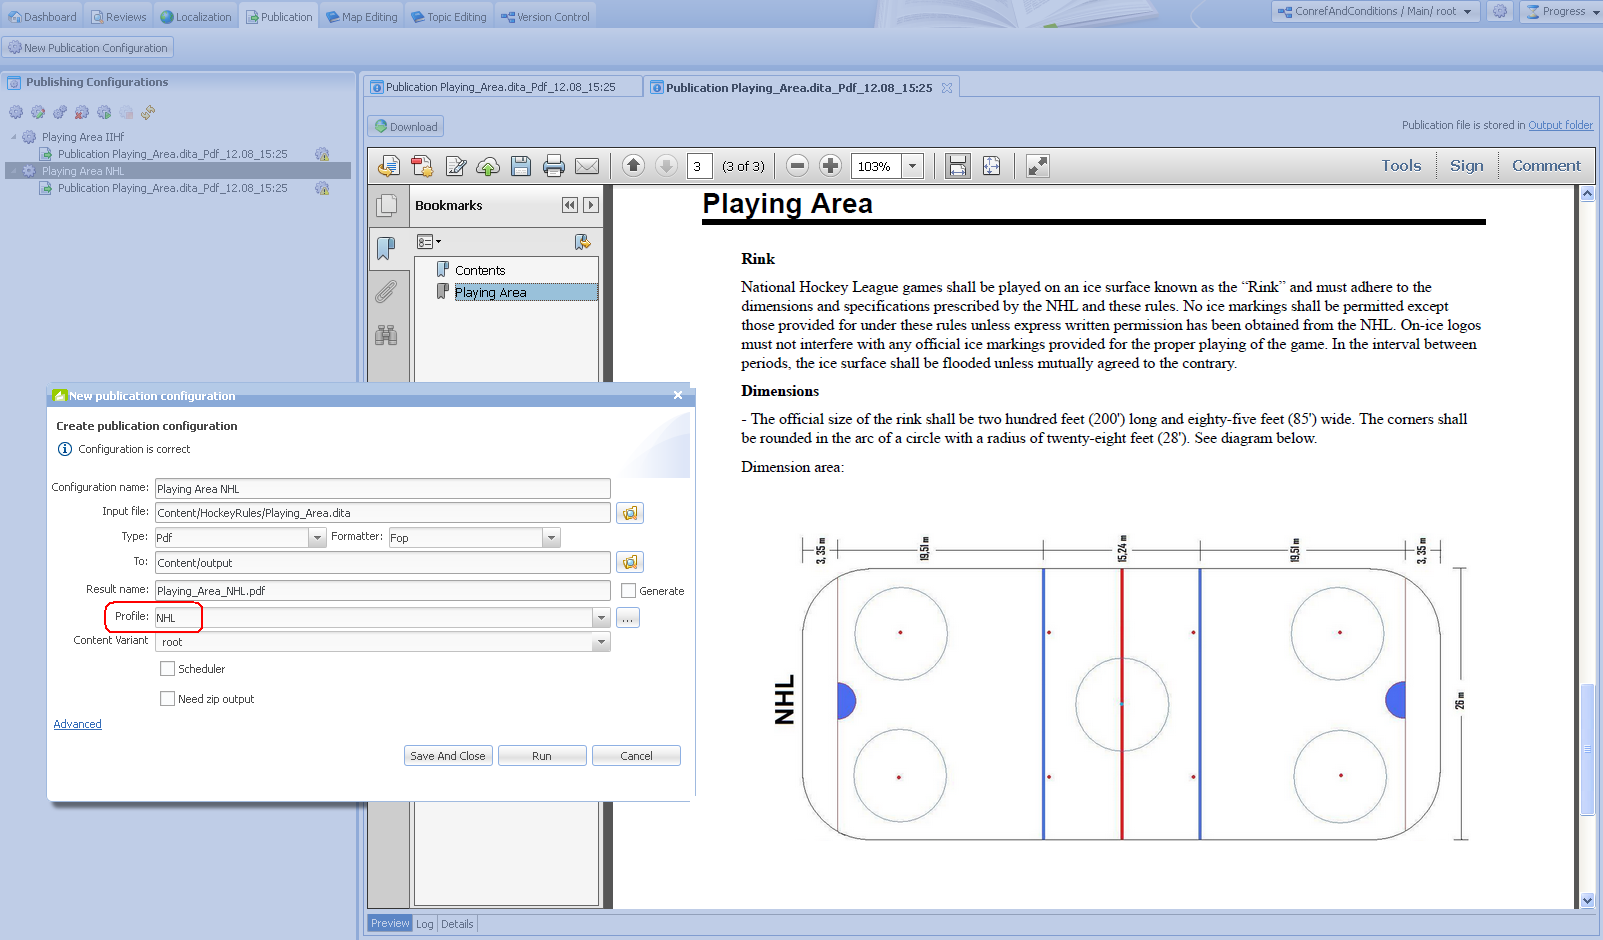 Dashboard Reviews Localization Publication Map Editing Topic Editing Version Control ConrefAndConditions / Main/ root Progress
New Publication Configuration
Publishing Configurations
Playing Area IIHf
Publication Playing_Area.dita_Pdf_12.08_15:25
Playing Area NHL
Publication Playing_Area.dita_Pdf_12.08_15:25
Publication Playing_Area.dita_Pdf_12.08_15:25 Publication Playing_Area.dita_Pdf_12.08_15:25
Download Publication file is stored in Output folder
3 (3 of 3) 103% Tools Sign Comment
Bookmarks
Contents
Playing Area
Playing Area
Rink
National Hockey League games shall be played on an ice surface known as the “Rink” and must adhere to the
dimensions and specifications prescribed by the NHL and these rules. No ice markings shall be permitted except
those provided for under these rules unless express written permission has been obtained from the NHL. On-ice logos
must not interfere with any official ice markings provided for the proper playing of the game. In the interval between
periods, the ice surface shall be flooded unless mutually agreed to the contrary.
Dimensions
- The official size of the rink shall be two hundred feet (200') long and eighty-five feet (85') wide. The corners shall
be rounded in the arc of a circle with a radius of twenty-eight feet (28'). See diagram below.
Dimension area:
3,35 m 19,51 m 15,24 m 19,51 m 3,35 m
NHL
26 m
New publication configuration
Create publication configuration
Configuration is correct
Configuration name: Playing Area NHL
Input file: Content/HockeyRules/Playing_Area.dita
Type: Pdf Formatter: Fop
To: Content/output
Result name: Playing_Area_NHL.pdf Generate
Profile: NHL ...
Content Variant root
Scheduler
Need zip output
Advanced
Save And Close Run Cancel
Preview Log Details